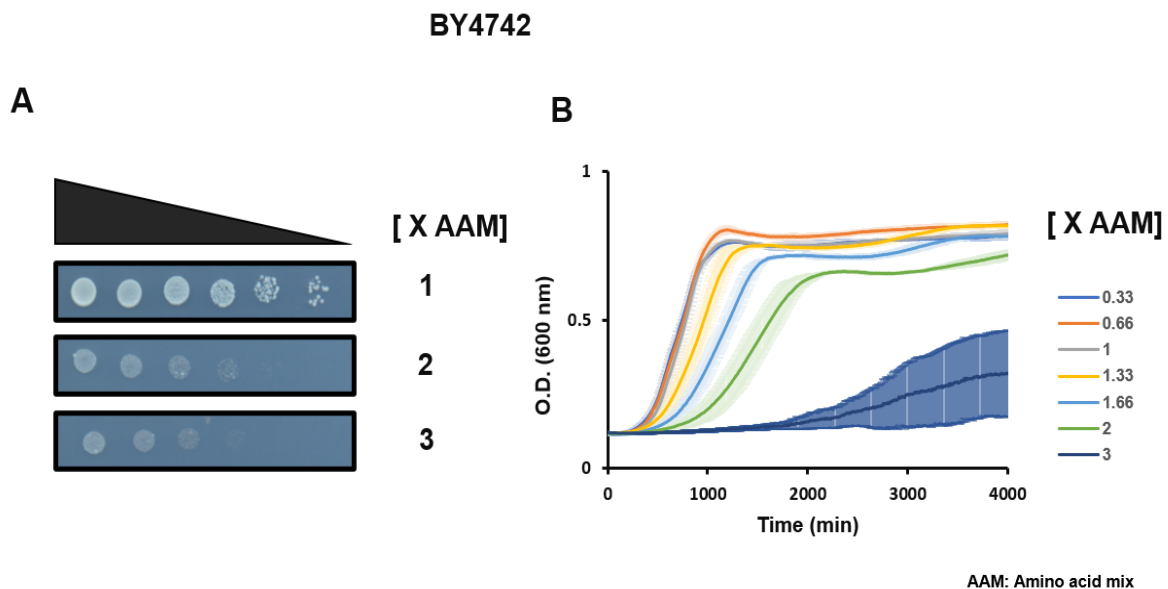 BY4742
A
[ X AAM]
1
2
3
B
1
0.5
0
O.D. (600 nm)
0 1000 2000 3000 4000
Time (min)
[ X AAM]
0.33
0.66
1
1.33
1.66
2
3
AAM: Amino acid mix